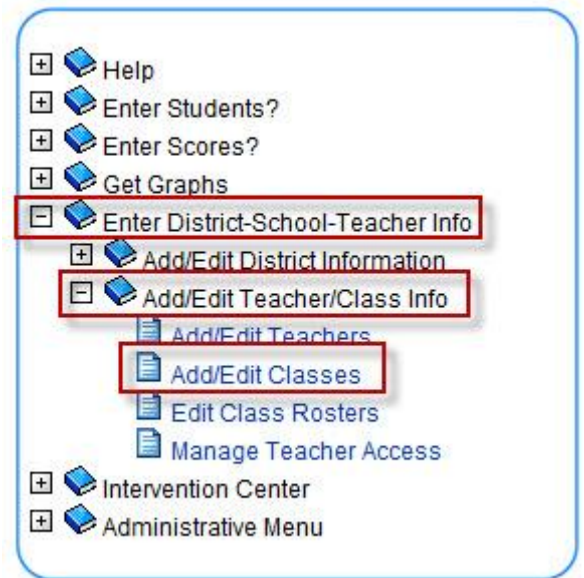 Help
Enter Students?
Enter Scores?
Get Graphs
Enter District-School-Teacher Info
Add/Edit District Information
Add/Edit Teacher/Class Info
Add/Edit Teachers
Add/Edit Classes
Edit Class Rosters
Manage Teacher Access
Intervention Center
Administrative Menu